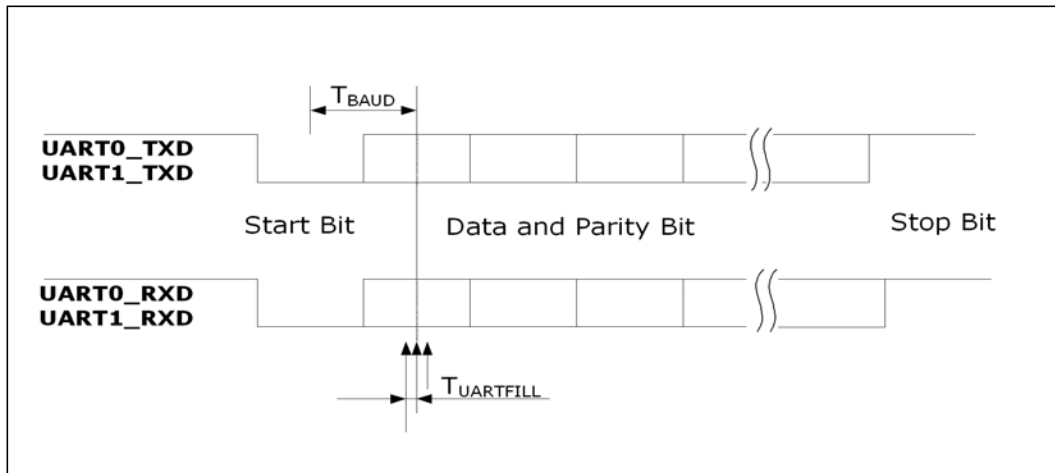 TBAUD
UART0_TXD
UART1_TXD
Start Bit
Data and Parity Bit
Stop Bit
UART0_RXD
UART1_RXD
TUARTFILL